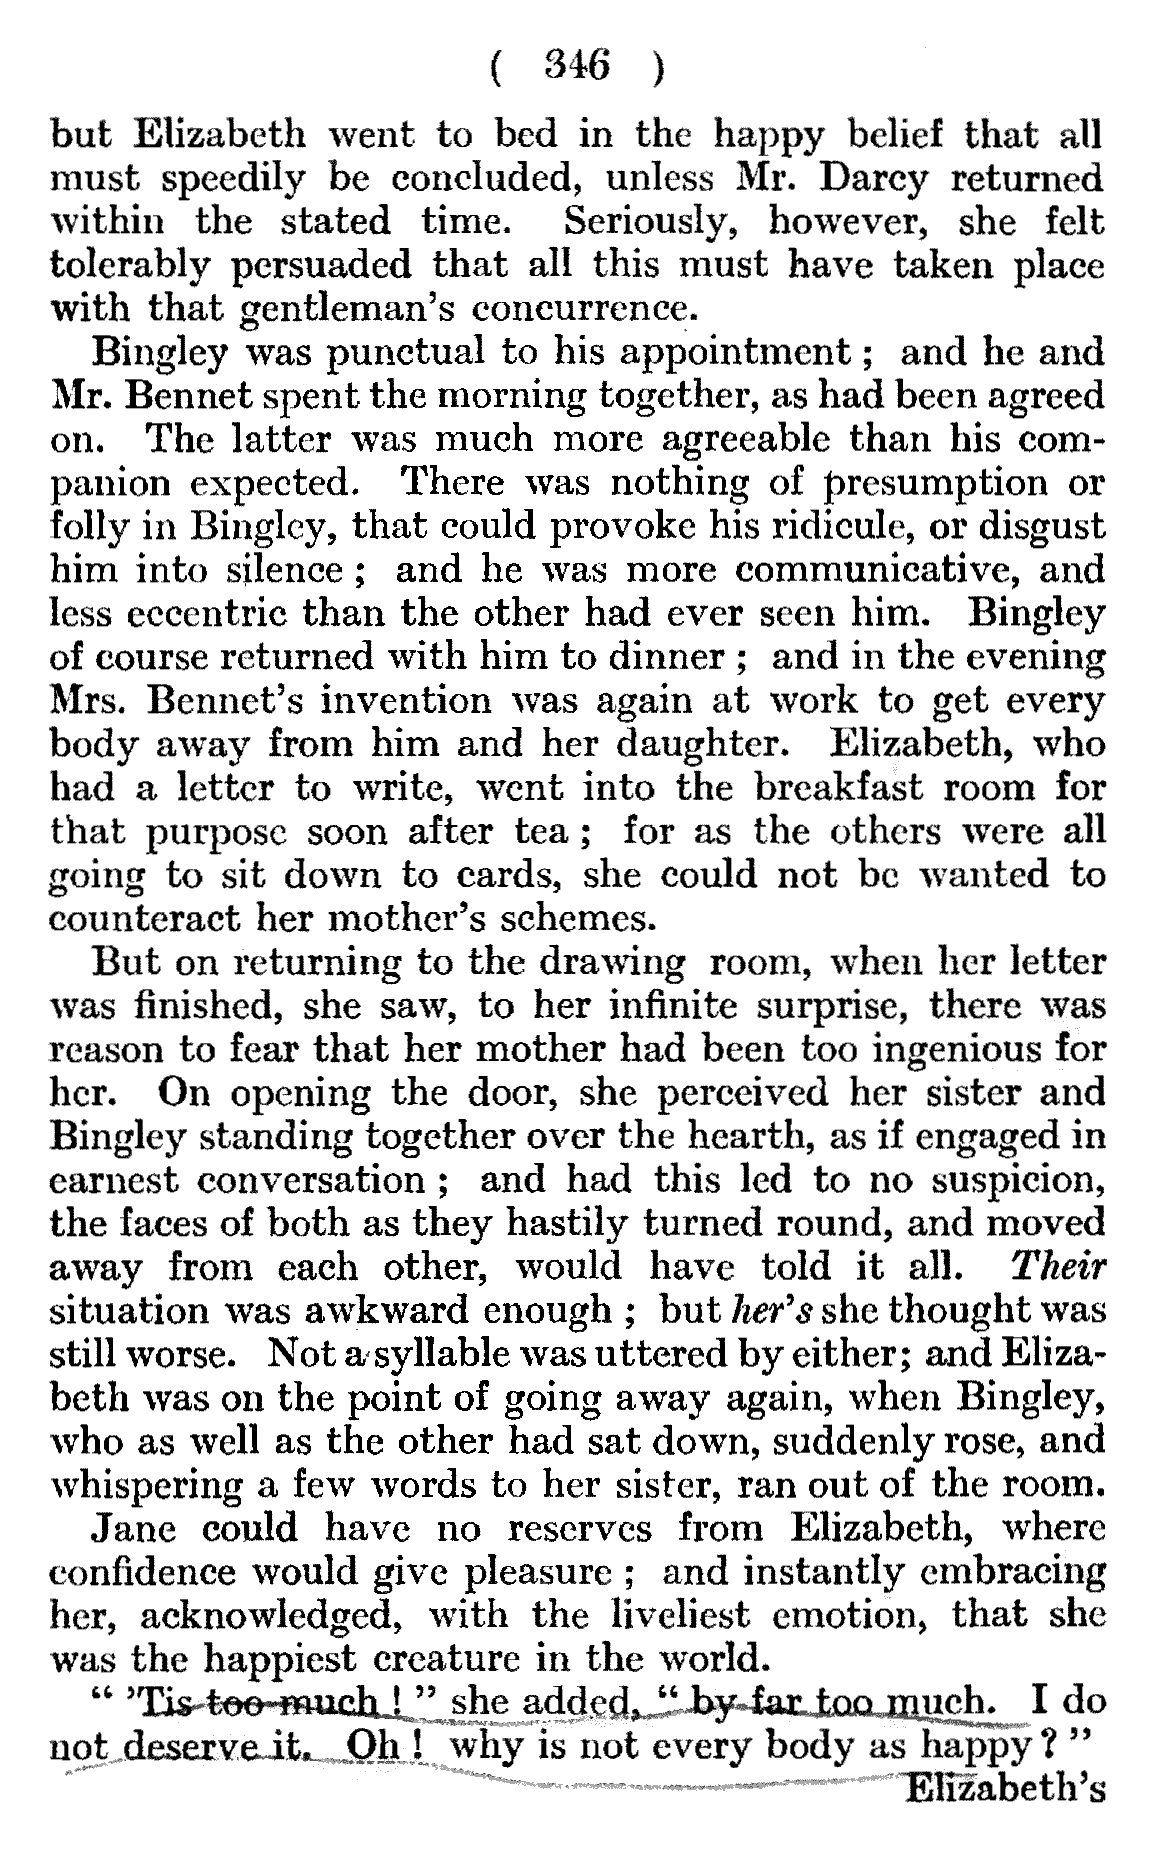 ( 346 )
but Elizabeth went to bed in the happy belief that all
must speedily be concluded, unless Mr. Darcy returned
within the stated time. Seriously, however, she felt
tolerably persuaded that all this must have taken place
with that gentleman's concurrence.
Bingley was punctual to his appointment ; and he and
Mr. Bennet spent the morning together, as had been agreed
on. The latter was much more agreeable than his com-
panion expected. There was nothing of presumption or
folly in Bingley, that could provoke his ridicule, or disgust
him into silence ; and he was more communicative, and
less eccentric than the other had ever seen him. Bingley
of course returned with him to dinner ; and in the evening
Mrs. Bennet's invention was again at work to get every
body away from him and her daughter. Elizabeth, who
had a letter to write, went into the breakfast room for
that purpose soon after tea ; for as the others were all
going to sit down to cards, she could not be wanted to
counteract her mother's schemes.
But on returning to the drawing room, when her letter
was finished, she saw, to her infinite surprise, there was
reason to fear that her mother had been too ingenious for
her. On opening the door, she perceived her sister and
Bingley standing together over the hearth, as if engaged in
earnest conversation ; and had this led to no suspicion,
the faces of both as they hastily turned round, and moved
away from each other, would have told it all. Their
situation was awkward enough ; but her's she thought was
still worse. Not a syllable was uttered by either; and Eliza-
beth was on the point of going away again, when Bingley,
who as well as the other had sat down, suddenly rose, and
whispering a few words to her sister, ran out of the room.
Jane could have no reserves from Elizabeth, where
confidence would give pleasure ; and instantly embracing
her, acknowledged, with the liveliest emotion, that she
was the happiest creature in the world.
“ 'Tis too much ! ” she added, “ by far too much. I do
not deserve it. Oh ! why is not every body as happy ? ”
Elizabeth's